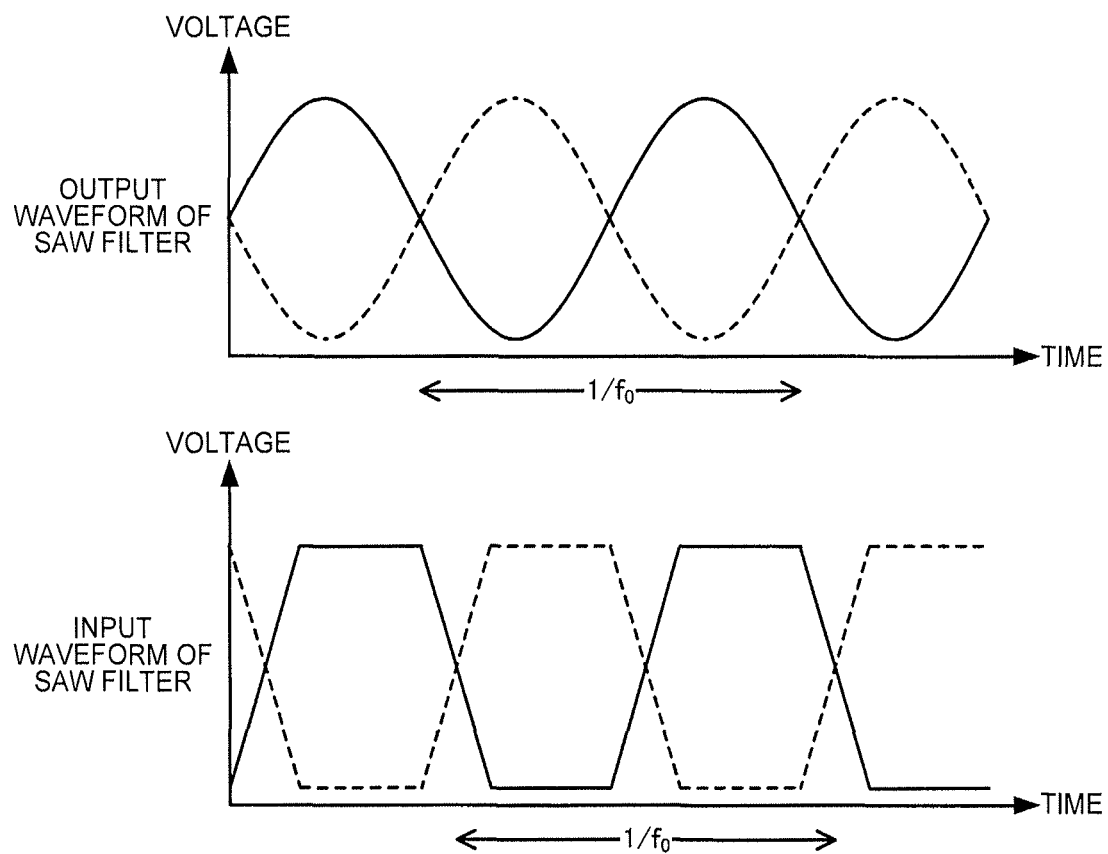 VOLTAGE
OUTPUT
WAVEFORM OF
SAW FILTER
TIME
1/f₀
VOLTAGE
INPUT
WAVEFORM OF
SAW FILTER
TIME
1/f₀